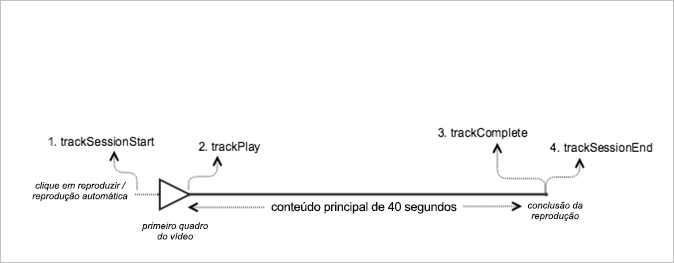 3. trackComplete
1. trackSessionStart
2. trackPlay
4. trackSessionEnd
clique em reproduzir /
reprodução automática
conteúdo principal de 40 segundos
conclusão da
reprodução
primeiro quadro
do vídeo